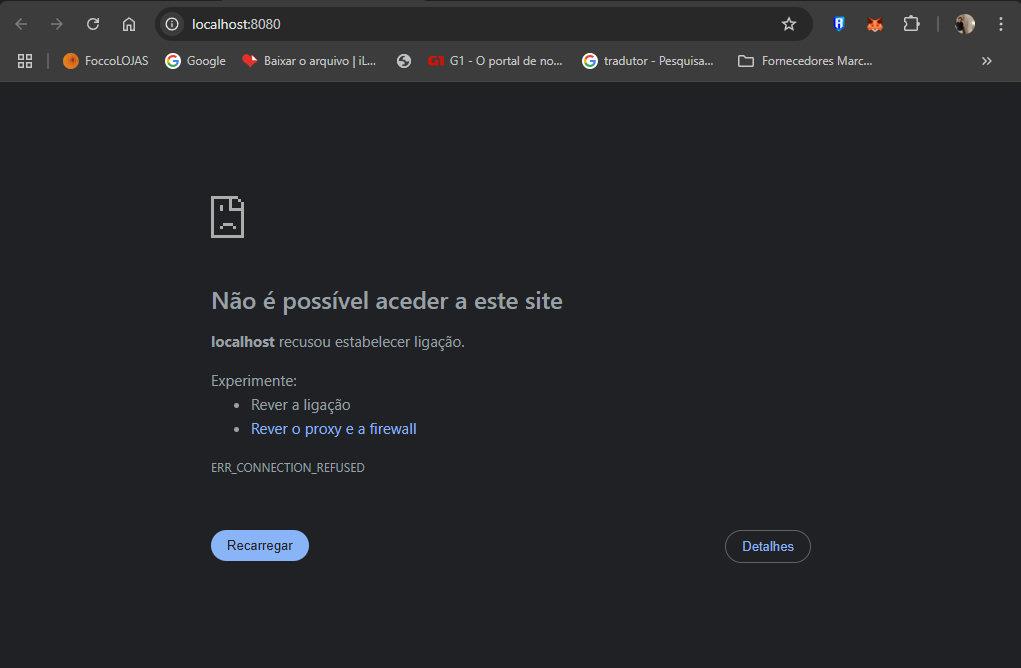 localhost:8080
FoccoLOJAS
Google
Baixar o arquivo | iL...
G1
G1 - O portal de no...
tradutor - Pesquisa...
Fornecedores Marc...
Não é possível aceder a este site
localhost recusou estabelecer ligação.
Experimente:
Rever a ligação
Rever o proxy e a firewall
ERR_CONNECTION_REFUSED
Recarregar
Detalhes